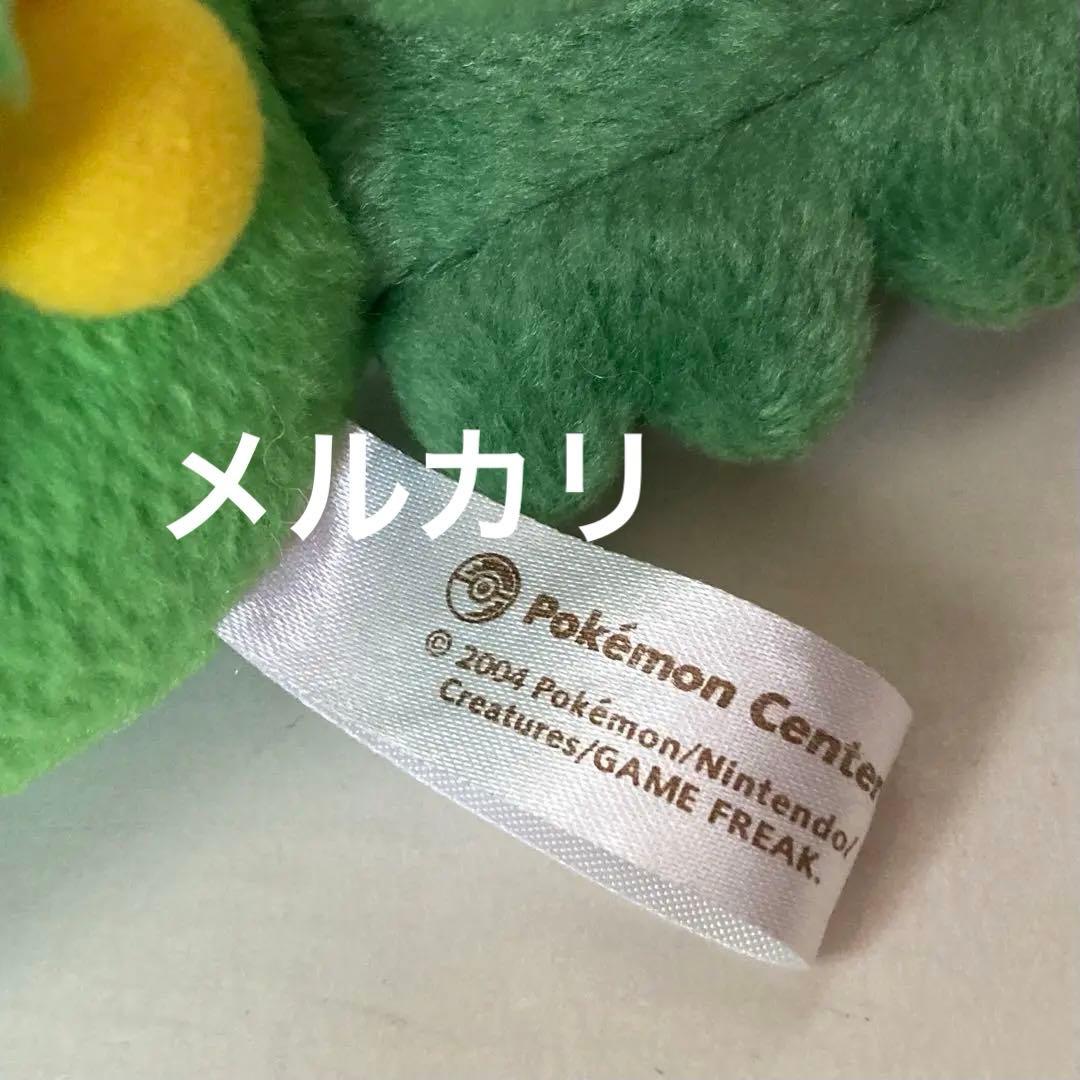 メルカリ
Pokémon Center
© 2004 Pokémon/Nintendo/
Creatures/GAME FREAK.